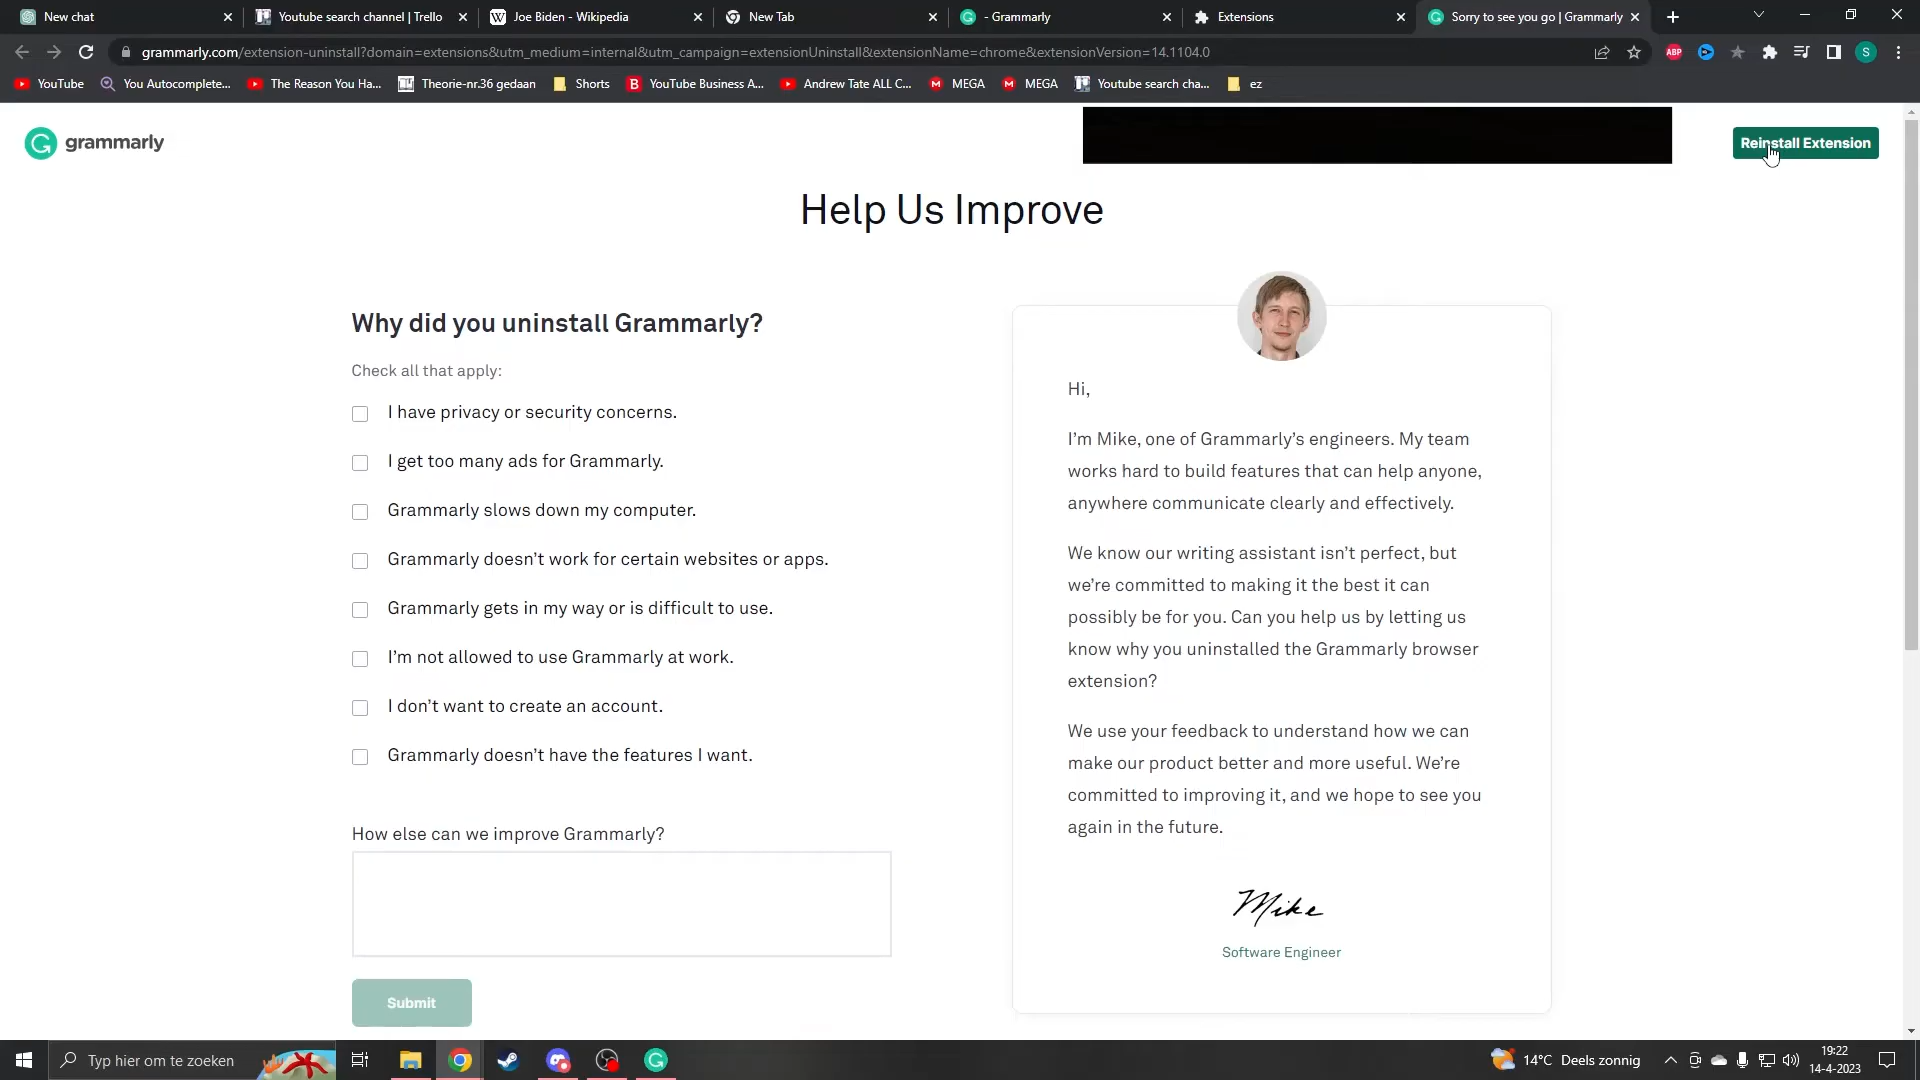 New chat
Youtube search channel | Trello
Joe Biden - Wikipedia
New Tab
- Grammarly
Extensions
Sorry to see you go | Grammarly
grammarly.com/extension-uninstall?domain=extensions&utm_medium=internal&utm_campaign=extensionUninstall&extensionName=chrome&extensionVersion=14.1104.0
ABP
S
YouTube
You Autocomplete...
The Reason You Ha...
Theorie-nr.36 gedaan
Shorts
B
YouTube Business A...
Andrew Tate ALL C...
M
MEGA
M
MEGA
Youtube search cha...
ez
grammarly
Reinstall Extension
Help Us Improve
Why did you uninstall Grammarly?
Check all that apply:
I have privacy or security concerns.
I get too many ads for Grammarly.
Grammarly slows down my computer.
Grammarly doesn’t work for certain websites or apps.
Grammarly gets in my way or is difficult to use.
I’m not allowed to use Grammarly at work.
I don’t want to create an account.
Grammarly doesn’t have the features I want.
How else can we improve Grammarly?
Submit
Hi,
I’m Mike, one of Grammarly’s engineers. My team
works hard to build features that can help anyone,
anywhere communicate clearly and effectively.
We know our writing assistant isn’t perfect, but
we’re committed to making it the best it can
possibly be for you. Can you help us by letting us
know why you uninstalled the Grammarly browser
extension?
We use your feedback to understand how we can
make our product better and more useful. We’re
committed to improving it, and we hope to see you
again in the future.
Mike
Software Engineer
Typ hier om te zoeken
14°C Deels zonnig
19:22
14-4-2023